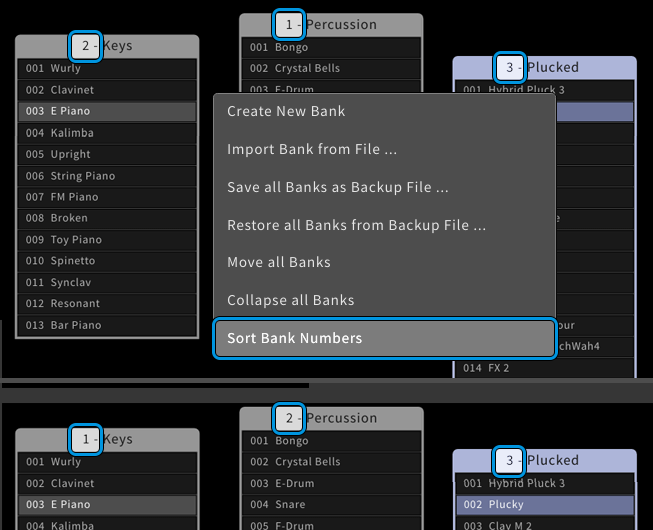 1 - Percussion
001 Bongo
002 Crystal Bells
003 E-Drum
2 - Keys
001 Wurly
002 Clavinet
003 E Piano
004 Kalimba
005 Upright
006 String Piano
007 FM Piano
008 Broken
009 Toy Piano
010 Spinetto
011 Synclav
012 Resonant
013 Bar Piano
3 - Plucked
001 Hybrid Pluck 3
e
our
chWah4
014 FX 2
Create New Bank
Import Bank from File ...
Save all Banks as Backup File ...
Restore all Banks from Backup File ...
Move all Banks
Collapse all Banks
Sort Bank Numbers
1 - Keys
001 Wurly
002 Clavinet
003 E Piano
004 Kalimba
2 - Percussion
001 Bongo
002 Crystal Bells
003 E-Drum
004 Snare
005 F-Drum
3 - Plucked
001 Hybrid Pluck 3
002 Plucky
003 Clav M 2